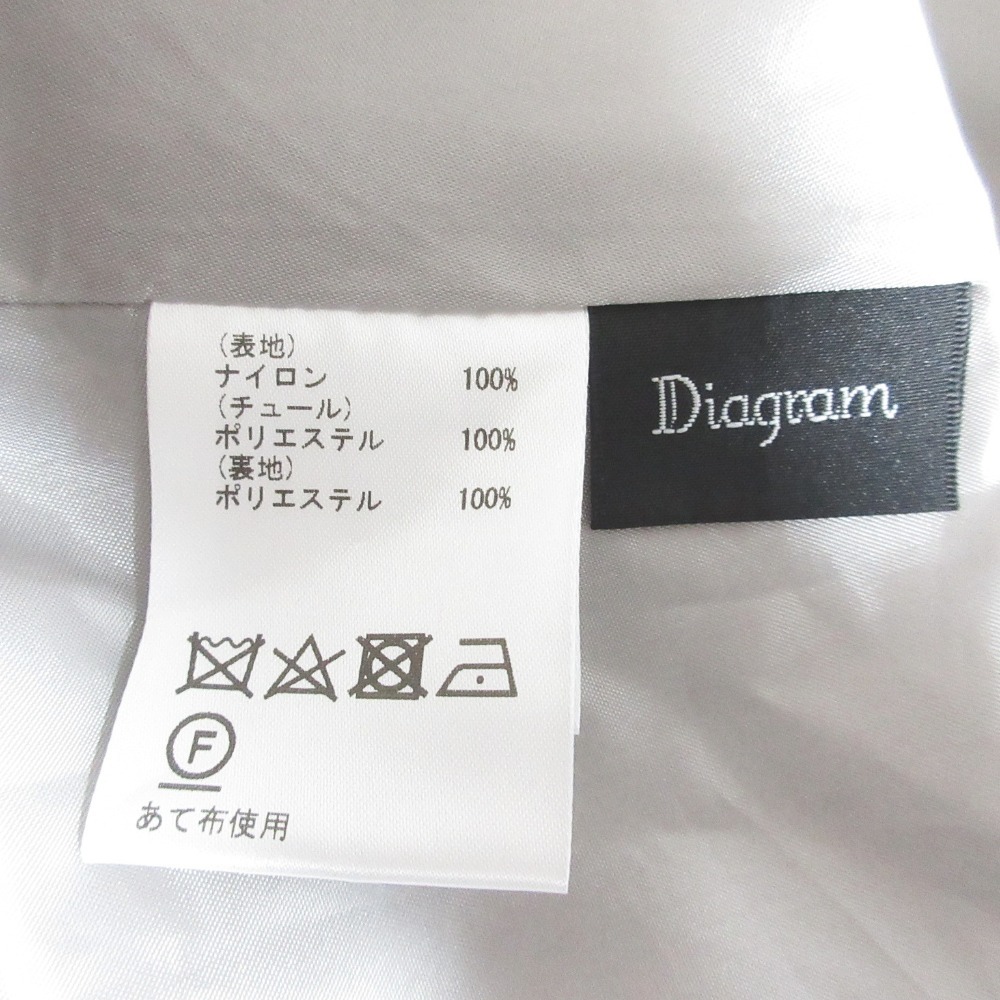 （表地）
ナイロン 100%
（チュール）
ポリエステル 100%
（裏地）
ポリエステル 100%
F
あて布使用
Diagram